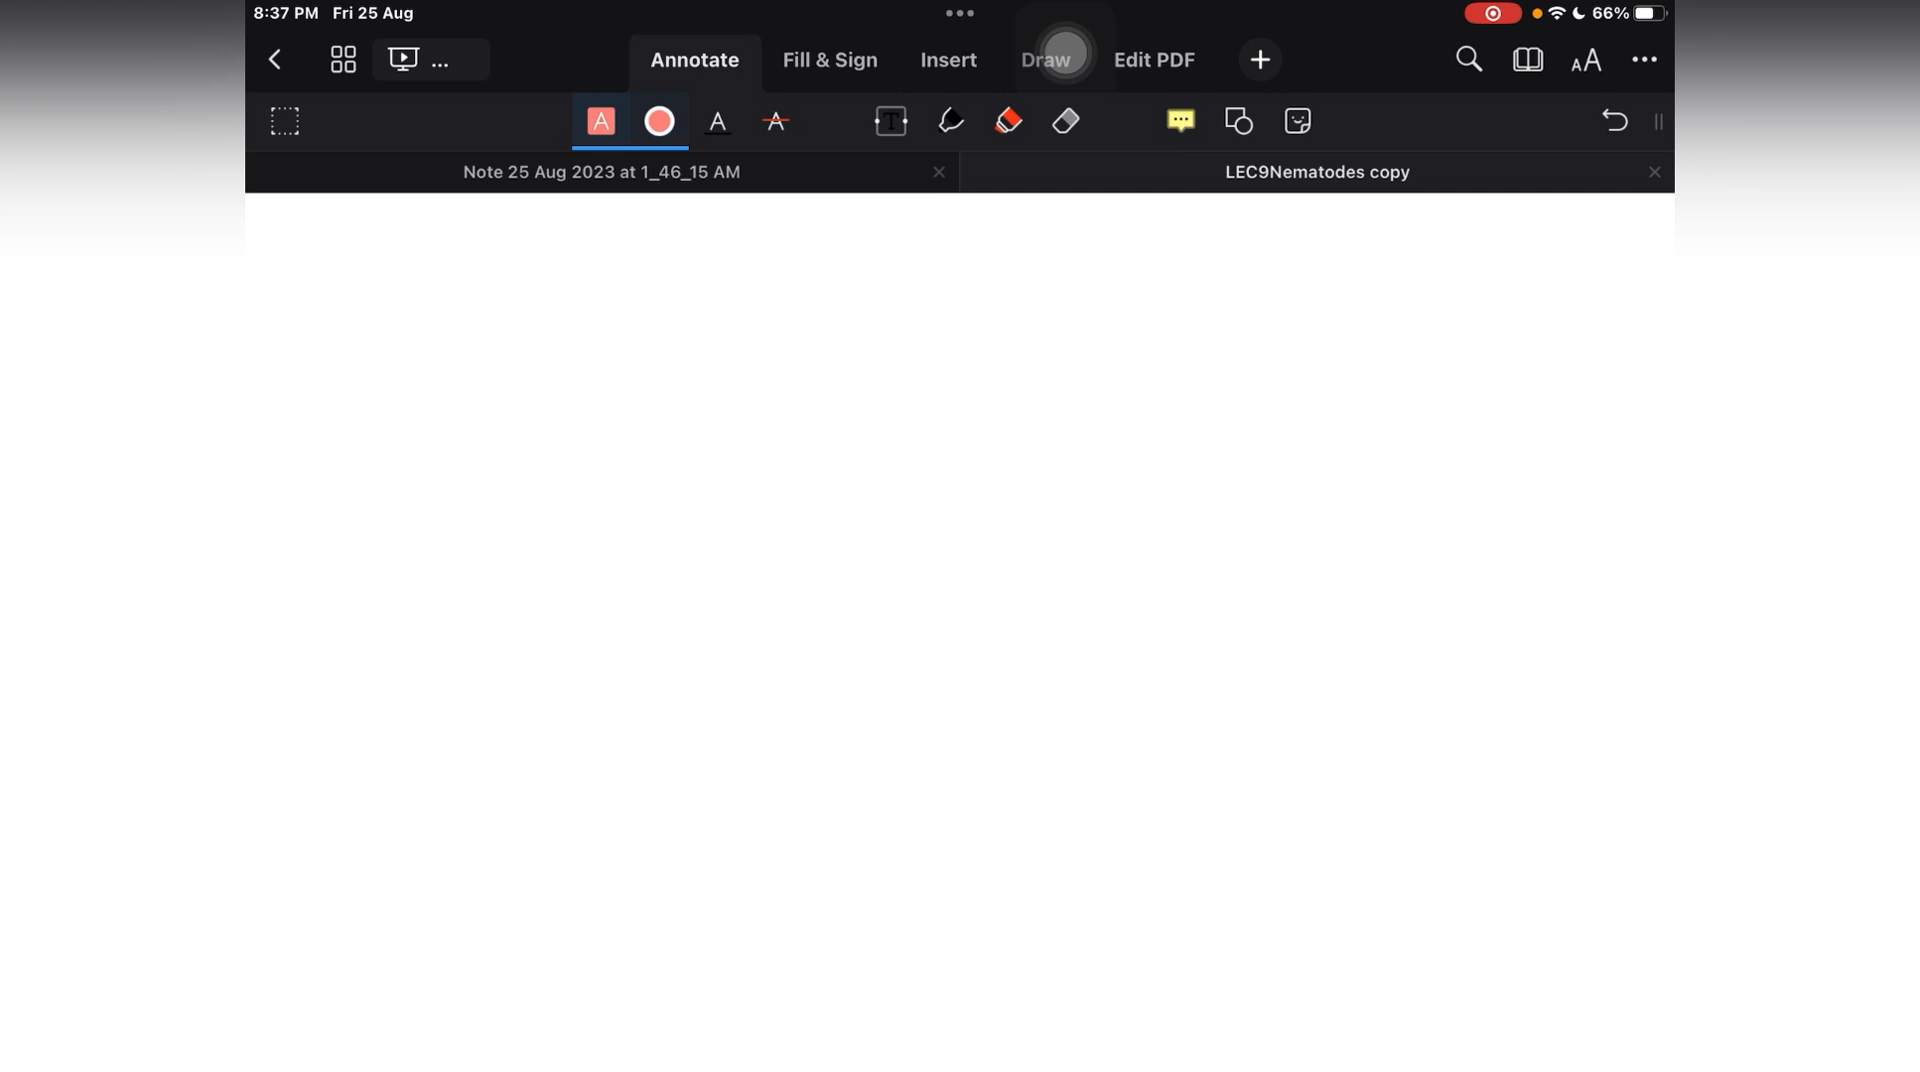 8:37 PM Fri 25 Aug
66%
...
Annotate
Fill & Sign
Insert
Draw
Edit PDF
A
A
A
T
AA
Note 25 Aug 2023 at 1_46_15 AM
LEC9Nematodes copy